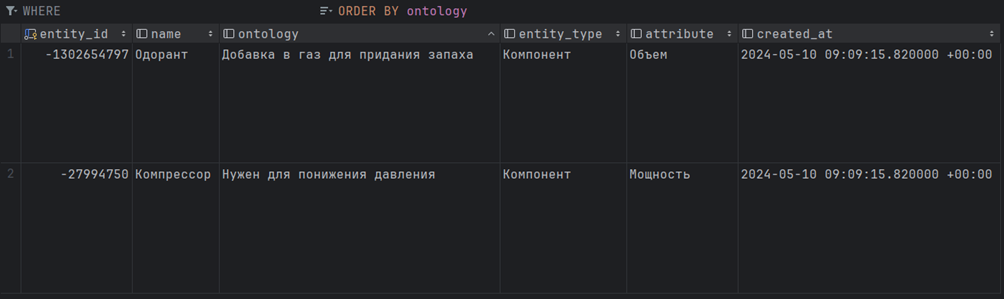 WHERE ORDER BY ontology
entity_id name ontology entity_type attribute created_at
1 -1302654797 Одорант Добавка в газ для придания запаха Компонент Объем 2024-05-10 09:09:15.820000 +00:00
2 -27994750 Компрессор Нужен для понижения давления Компонент Мощность 2024-05-10 09:09:15.820000 +00:00